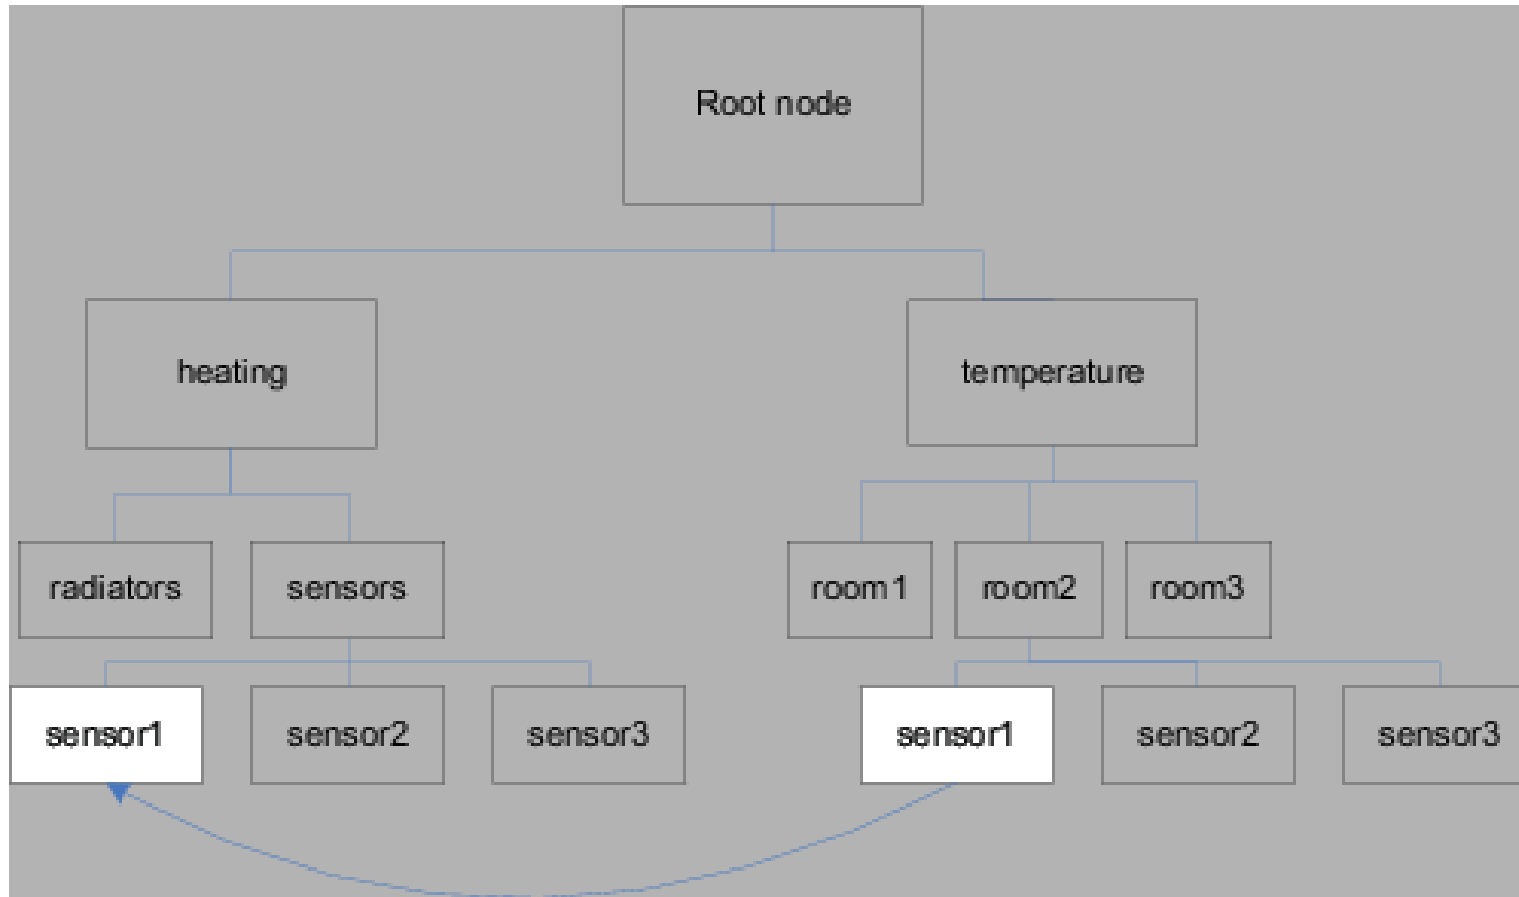 Root node
heating
temperature
radiators
sensors
room1
room2
room3
sensor1
sensor2
sensor3
sensor1
sensor2
sensor3